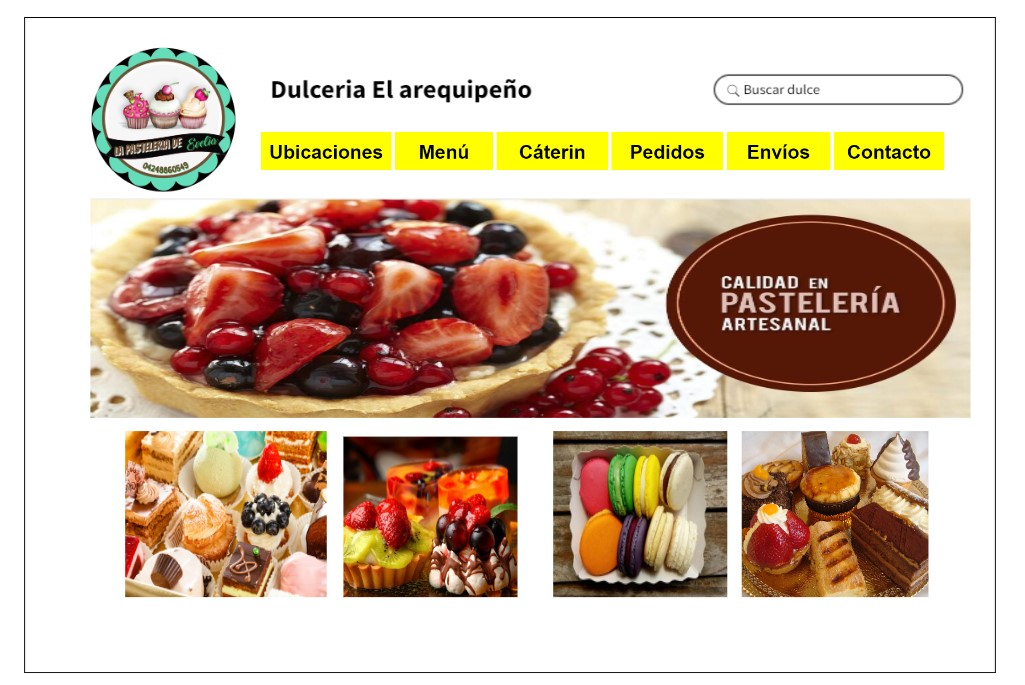 LA PASTELERIA DE Evelia
04248860549
Dulceria El arequipeño
Buscar dulce
Ubicaciones
Menú
Cáterin
Pedidos
Envíos
Contacto
CALIDAD EN
PASTELERÍA
ARTESANAL